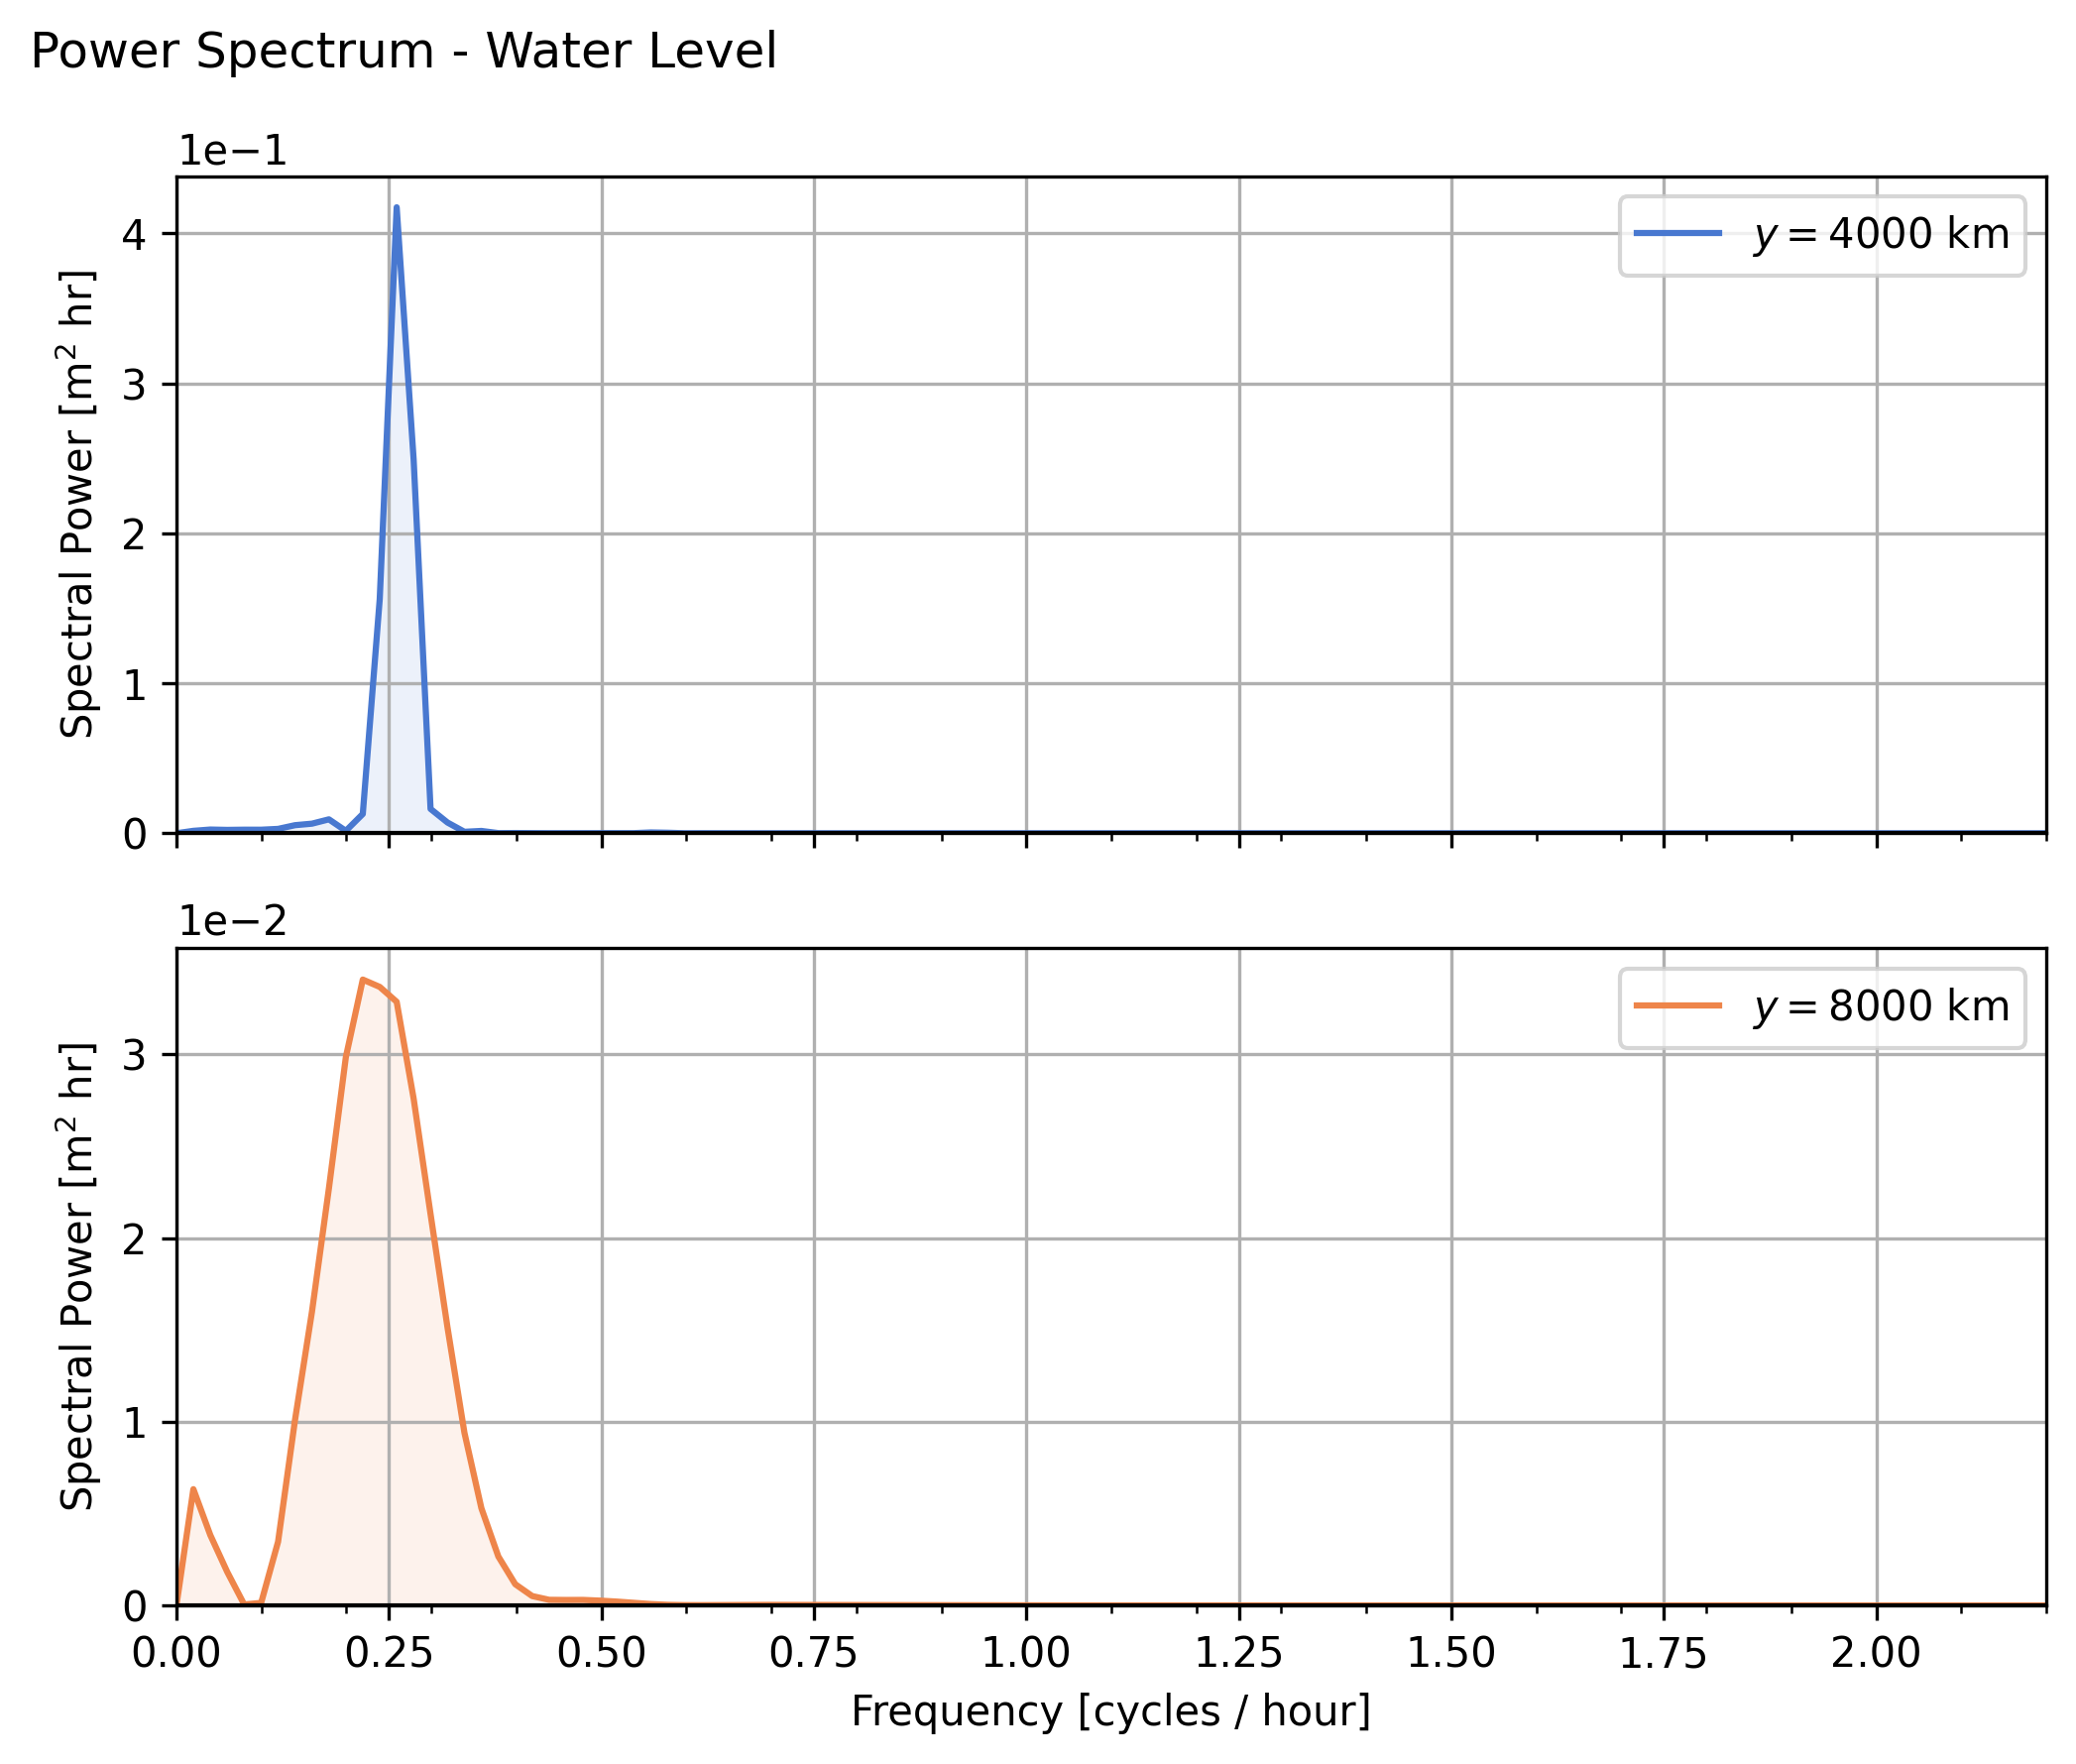 Power Spectrum - Water Level
1e−1
4
3
2
1
0
Spectral Power [m² hr]
y = 4000 km
1e−2
3
2
1
0
Spectral Power [m² hr]
y = 8000 km
0.00 0.25 0.50 0.75 1.00 1.25 1.50 1.75 2.00
Frequency [cycles / hour]